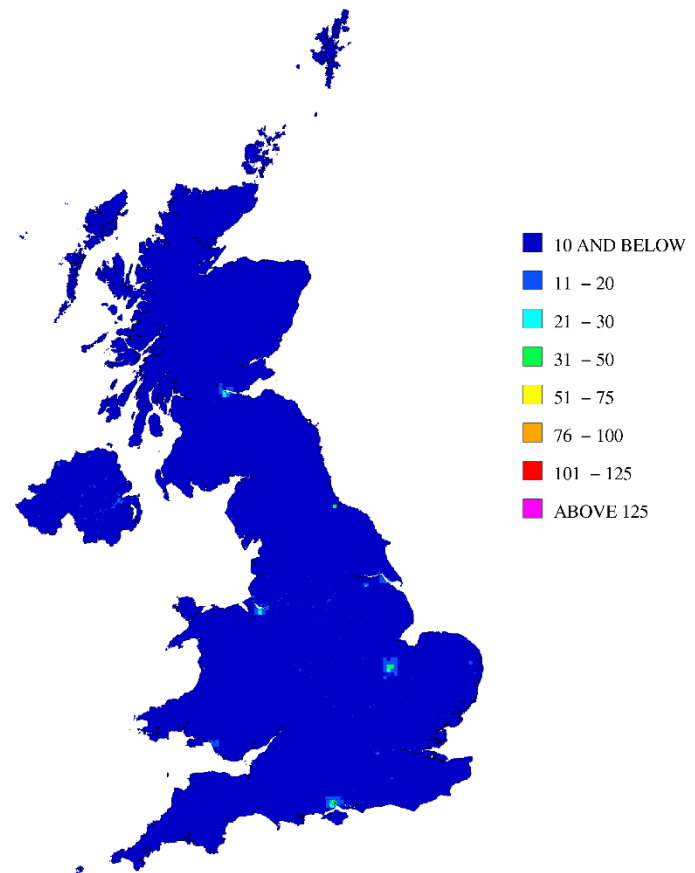 10 AND BELOW
11 – 20
21 – 30
31 – 50
51 – 75
76 – 100
101 – 125
ABOVE 125